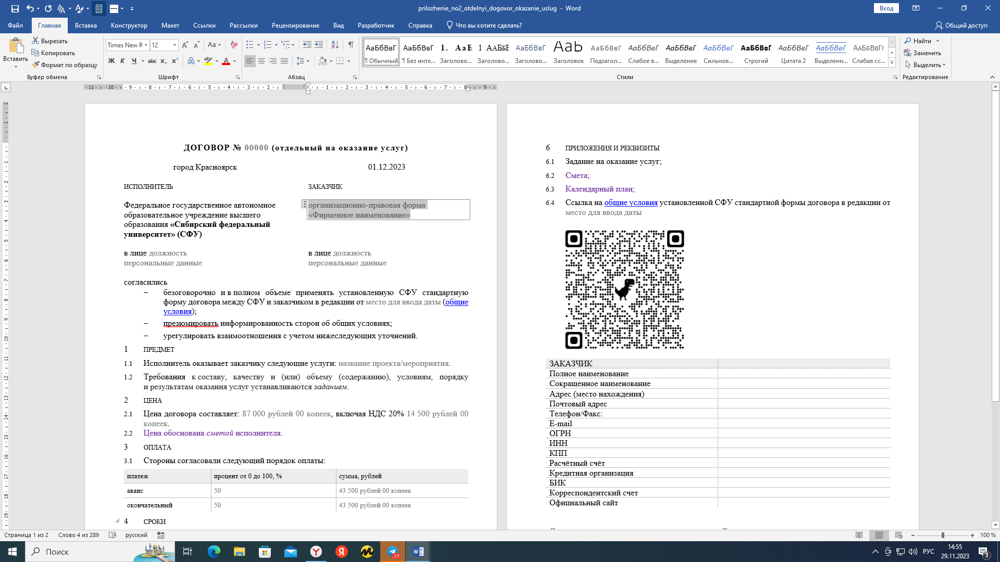 prilozhenie_no2_otdelnyi_dogovor_okazanie_uslug - Word
Вход
Файл Главная Вставка Конструктор Макет Ссылки Рассылки Рецензирование Вид Разработчик Справка Что вы хотите сделать? Общий доступ
Вставить
Вырезать
Копировать
Формат по образцу
Буфер обмена
Times New R 12
Ж К Ч abc x₂ x²
Шрифт
Абзац
АаБбВвГ АаБбВвГ 1. АаБ 1 ААББЕ АаБбВвГ АаЬ АаБбВвГ АаБбВвГ АаБбВвГ АаБбВвГ АаБбВвГ АаБбВвГ АаБбВвГ ААББВВГГ
¶ Обычный ¶ Без инте... Заголово... Заголово... Заголово... Заголовок Подзагол... Слабое в... Выделение Сильное... Строгий Цитата 2 Выделенн... Слабая сс...
Стили
Найти
Заменить
Выделить
Редактирование
ДОГОВОР № 00000 (отдельный на оказание услуг)
город Красноярск 01.12.2023
ИСПОЛНИТЕЛЬ ЗАКАЗЧИК
Федеральное государственное автономное
образовательное учреждение высшего
образования «Сибирский федеральный
университет» (СФУ)
организационно-правовая форма
«Фирменное наименование»
в лице должность
персональные данные
в лице должность
персональные данные
согласились
– безоговорочно и в полном объеме применять установленную СФУ стандартную
форму договора между СФУ и заказчиком в редакции от место для ввода даты (общие
условия);
– презюмировать информированность сторон об общих условиях;
– урегулировать взаимоотношения с учетом нижеследующих уточнений.
1 ПРЕДМЕТ
1.1 Исполнитель оказывает заказчику следующие услуги: название проекта/мероприятия.
1.2 Требования к составу, качеству и (или) объему (содержанию), условиям, порядку
и результатам оказания услуг устанавливаются заданием.
2 ЦЕНА
2.1 Цена договора составляет: 87 000 рублей 00 копеек, включая НДС 20% 14 500 рублей 00
копеек.
2.2 Цена обоснована сметой исполнителя.
3 ОПЛАТА
3.1 Стороны согласовали следующий порядок оплаты:
платеж процент от 0 до 100, % сумма, рублей
аванс 50 43 500 рублей 00 копеек
окончательный 50 43 500 рублей 00 копеек
4 СРОКИ
6 ПРИЛОЖЕНИЯ И РЕКВИЗИТЫ
6.1 Задание на оказание услуг;
6.2 Смета;
6.3 Календарный план;
6.4 Ссылка на общие условия установленной СФУ стандартной формы договора в редакции от
место для ввода даты
ЗАКАЗЧИК
Полное наименование
Сокращенное наименование
Адрес (место нахождения)
Почтовый адрес
Телефон/Факс:
E-mail
ОГРН
ИНН
КПП
Расчётный счёт
Кредитная организация
БИК
Корреспондентский счет
Официальный сайт
Страница 1 из 2 Слово 4 из 289 русский 100 %
Поиск
РУС
14:55
29.11.2023